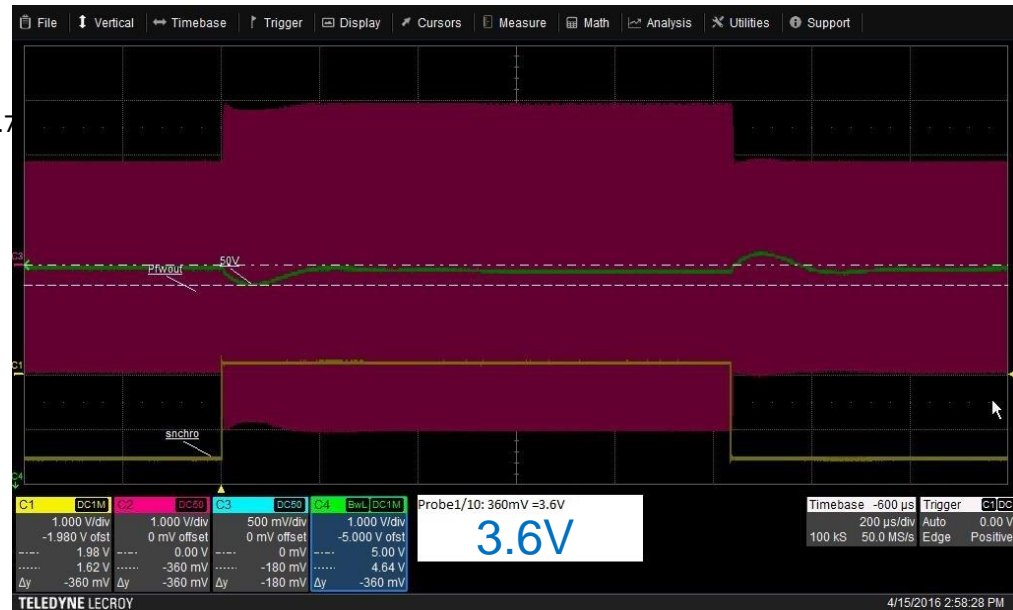 File Vertical Timebase Trigger Display Cursors Measure Math Analysis Utilities Support
.7
C3
50V
Pfwout
C1
snchro
C4
C1 DC1M C2 DC50 C3 DC50 C4 BwL DC1M
1.000 V/div 1.000 V/div 500 mV/div 1.000 V/div
-1.980 V ofst 0 mV offset 0 mV offset -5.000 V ofst
1.98 V 0.00 V 0 mV 5.00 V
1.62 V -360 mV -180 mV 4.64 V
Δy -360 mV Δy -360 mV Δy -180 mV Δy -360 mV
Probe1/10: 360mV =3.6V
3.6V
Timebase -600 µs Trigger C1 DC
200 µs/div Auto 0.00 V
100 kS 50.0 MS/s Edge Positive
TELEDYNE LECROY 4/15/2016 2:58:28 PM